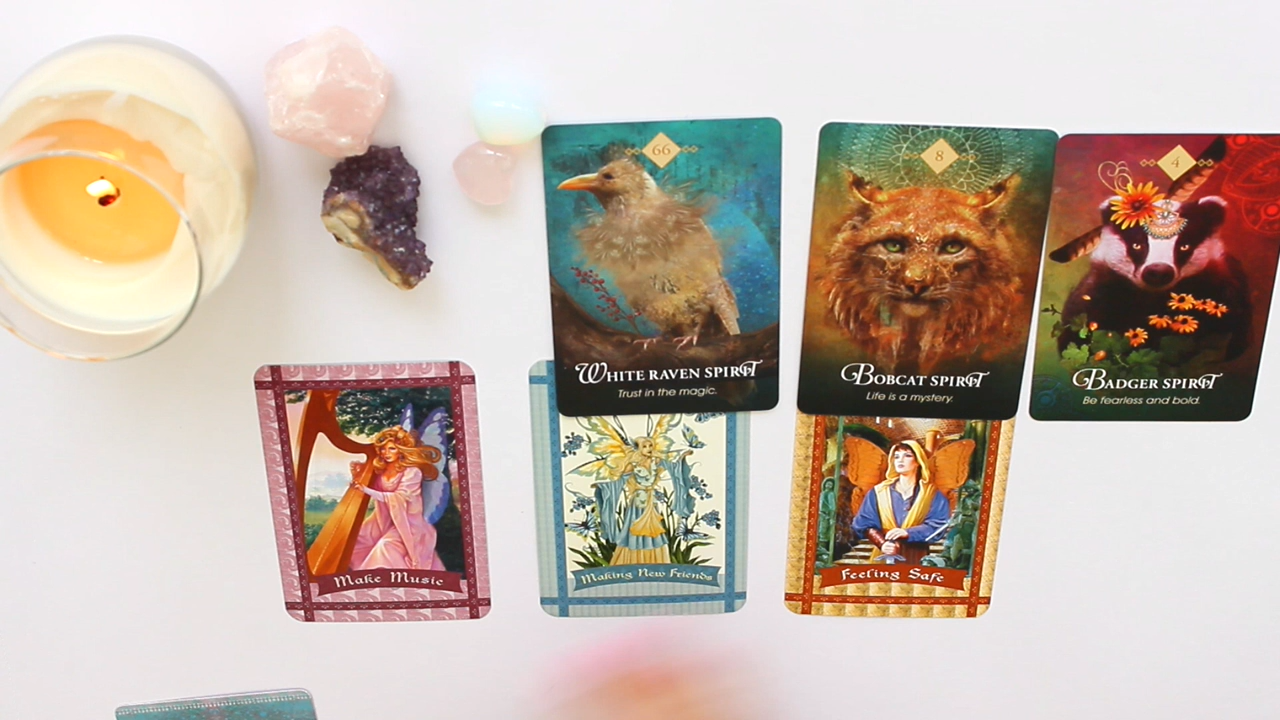 66
White Raven Spirit
Trust in the magic.
8
Bobcat Spirit
Life is a mystery.
4
Badger Spirit
Be fearless and bold.
Make Music
Making New Friends
Feeling Safe